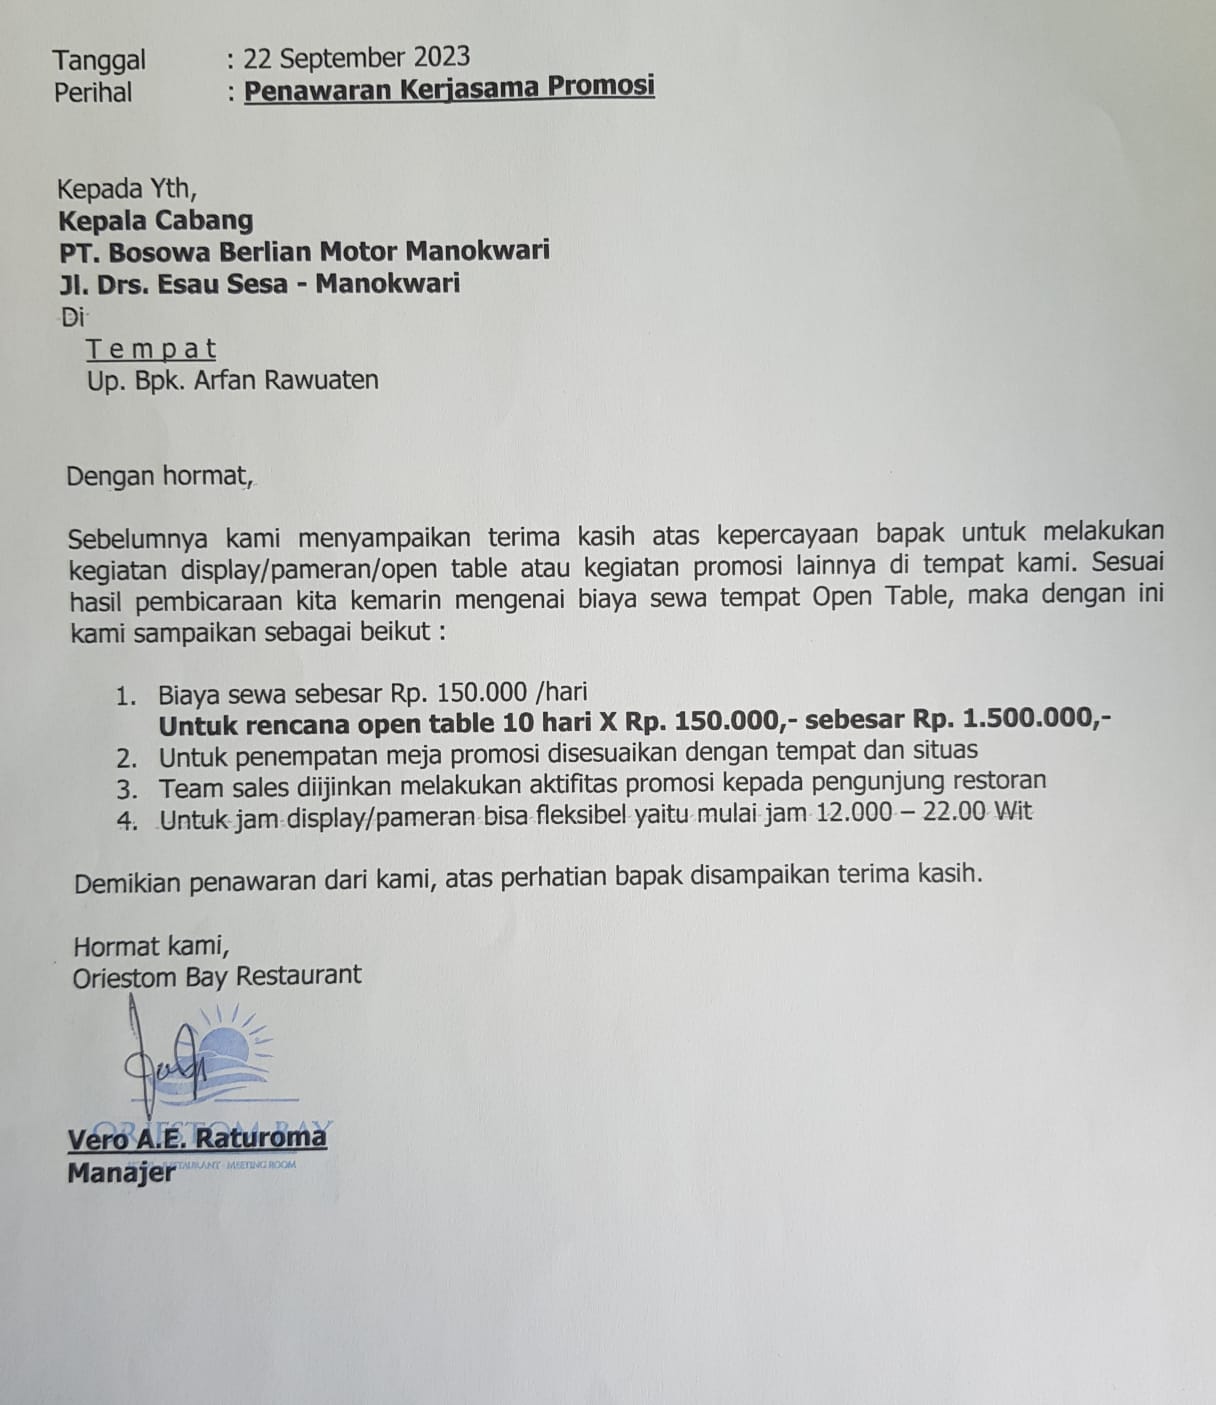 Tanggal : 22 September 2023
Perihal : Penawaran Kerjasama Promosi
Kepada Yth,
Kepala Cabang
PT. Bosowa Berlian Motor Manokwari
Jl. Drs. Esau Sesa - Manokwari
Di
T e m p a t
Up. Bpk. Arfan Rawuaten
Dengan hormat,
Sebelumnya kami menyampaikan terima kasih atas kepercayaan bapak untuk melakukan
kegiatan display/pameran/open table atau kegiatan promosi lainnya di tempat kami. Sesuai
hasil pembicaraan kita kemarin mengenai biaya sewa tempat Open Table, maka dengan ini
kami sampaikan sebagai beikut :
1. Biaya sewa sebesar Rp. 150.000 /hari
Untuk rencana open table 10 hari X Rp. 150.000,- sebesar Rp. 1.500.000,-
2. Untuk penempatan meja promosi disesuaikan dengan tempat dan situas
3. Team sales diijinkan melakukan aktifitas promosi kepada pengunjung restoran
4. Untuk jam display/pameran bisa fleksibel yaitu mulai jam 12.000 – 22.00 Wit
Demikian penawaran dari kami, atas perhatian bapak disampaikan terima kasih.
Hormat kami,
Oriestom Bay Restaurant
ORIESTOM BAY
Vero A.E. Raturoma
RESTAURANT - MEETING ROOM
Manajer